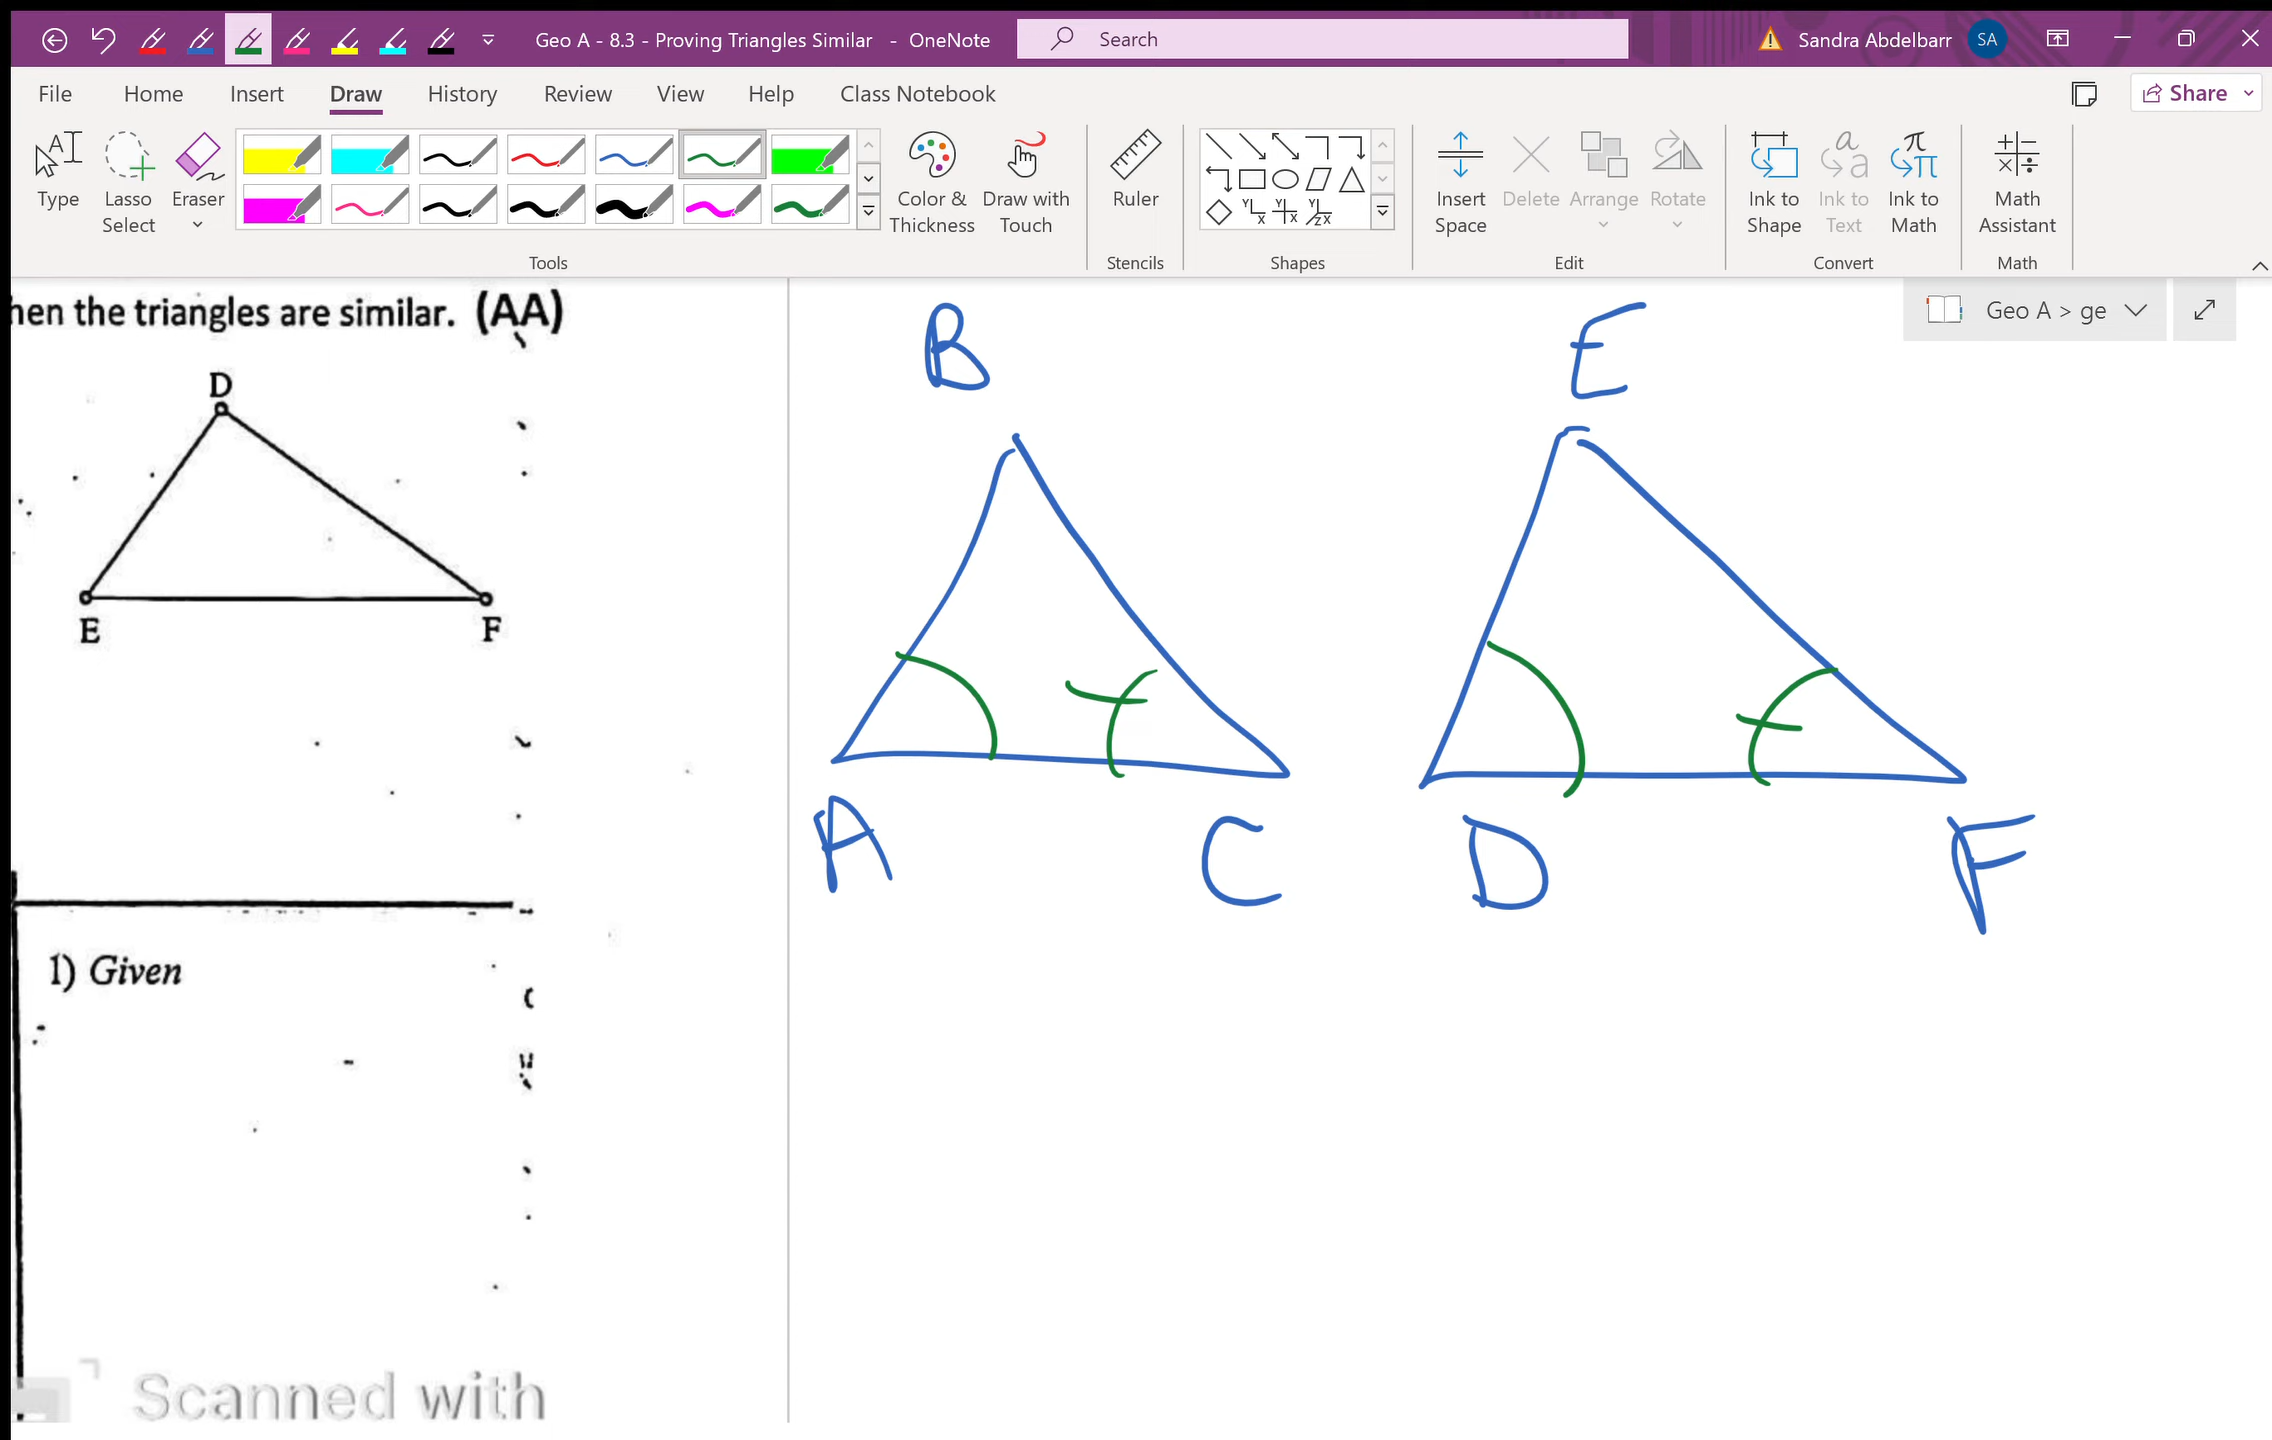 Geo A - 8.3 - Proving Triangles Similar - OneNote
Search
Sandra Abdelbarr
SA
File Home Insert Draw History Review View Help Class Notebook
Share
Type
Lasso Select
Eraser
Color & Thickness
Draw with Touch
Ruler
Insert Space
Delete
Arrange
Rotate
Ink to Shape
Ink to Text
Ink to Math
Math Assistant
Tools
Stencils
Shapes
Edit
Convert
Math
Geo A > ge
hen the triangles are similar. (AA)
D
E
F
B
E
A
C
D
F
1) Given
Scanned with